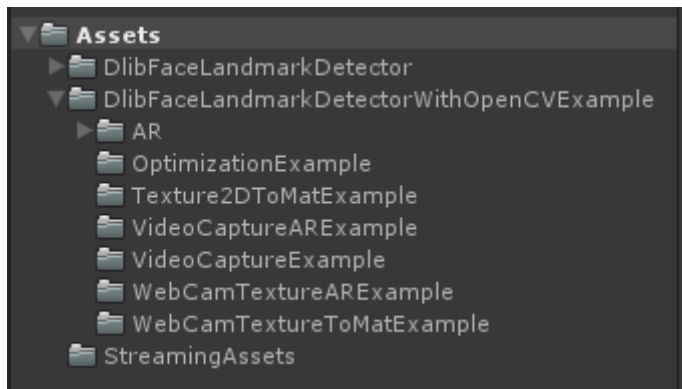 Assets
DlibFaceLandmarkDetector
DlibFaceLandmarkDetectorWithOpenCVExample
AR
OptimizationExample
Texture2DToMatExample
VideoCaptureARExample
VideoCaptureExample
WebCamTextureARExample
WebCamTextureToMatExample
StreamingAssets